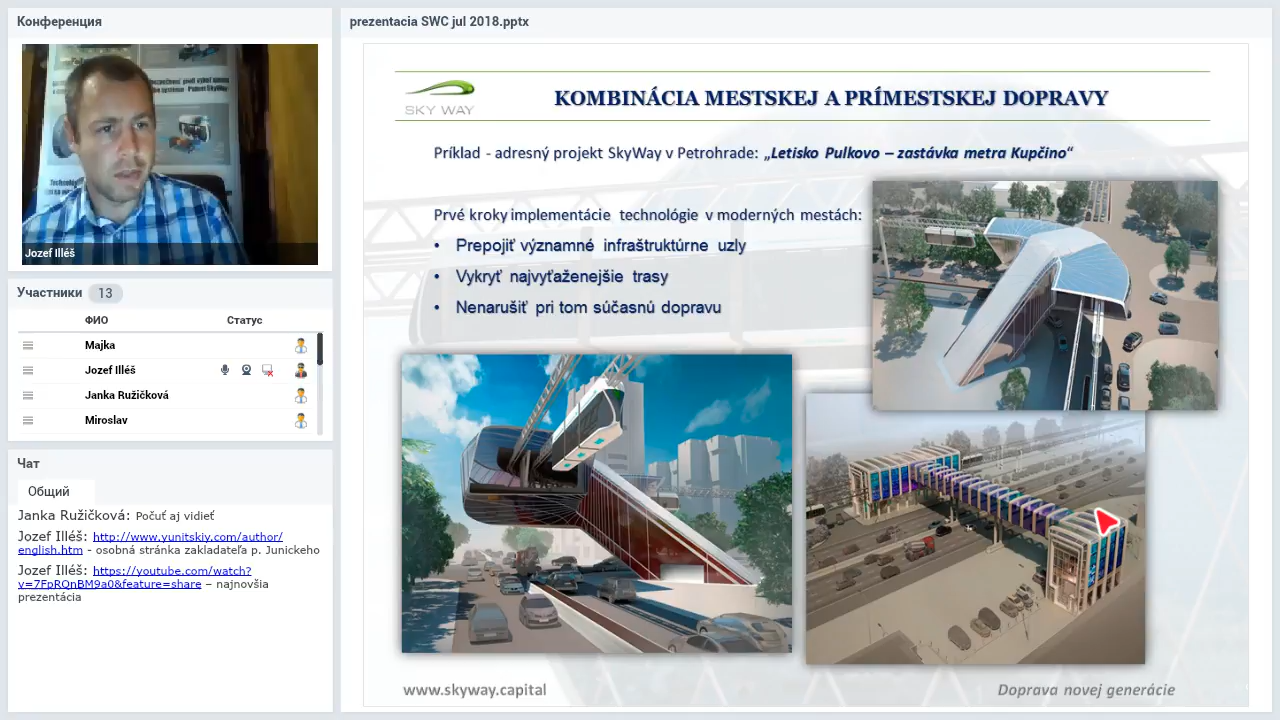 Конференция
Jozef Illéš
Участники 13
ФИО Статус
Majka
Jozef Illéš
Janka Ružičková
Miroslav
Чат
Общий
Janka Ružičková: Počuť aj vidieť
Jozef Illéš: http://www.yunitskiy.com/author/
english.htm - osobná stránka zakladateľa p. Junickeho
Jozef Illéš: https://youtube.com/watch?
v=7FpRQnBM9a0&feature=share – najnovšia
prezentácia
prezentacia SWC jul 2018.pptx
SKY WAY
KOMBINÁCIA MESTSKEJ A PRÍMESTSKEJ DOPRAVY
Príklad - adresný projekt SkyWay v Petrohrade: „Letisko Pulkovo – zastávka metra Kupčino“
Prvé kroky implementácie technológie v moderných mestách:
• Prepojiť významné infraštruktúrne uzly
• Vykryť najvyťaženejšie trasy
• Nenarušiť pri tom súčasnú dopravu
www.skyway.capital
Doprava novej generácie